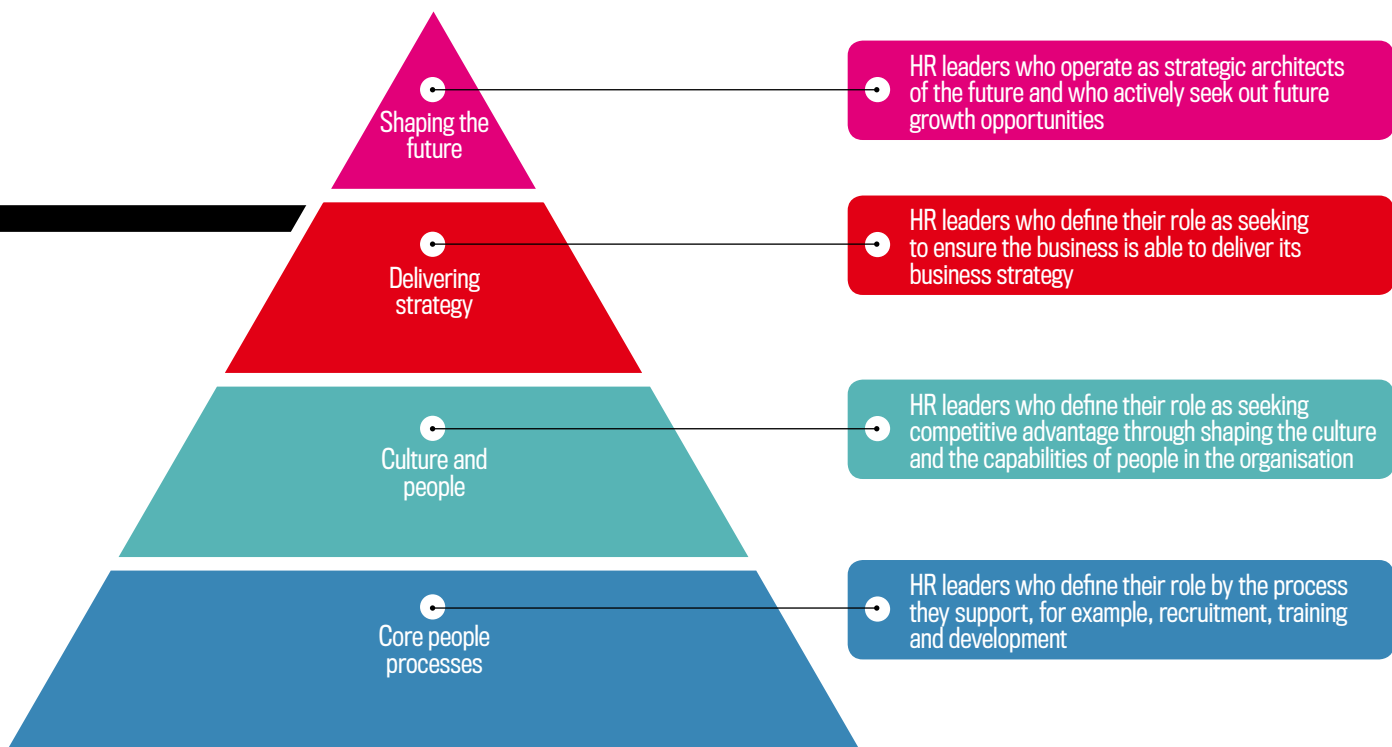 Shaping the
future
HR leaders who operate as strategic architects
of the future and who actively seek out future
growth opportunities
Delivering
strategy
HR leaders who define their role as seeking
to ensure the business is able to deliver its
business strategy
Culture and
people
HR leaders who define their role as seeking
competitive advantage through shaping the culture
and the capabilities of people in the organisation
Core people
processes
HR leaders who define their role by the process
they support, for example, recruitment, training
and development